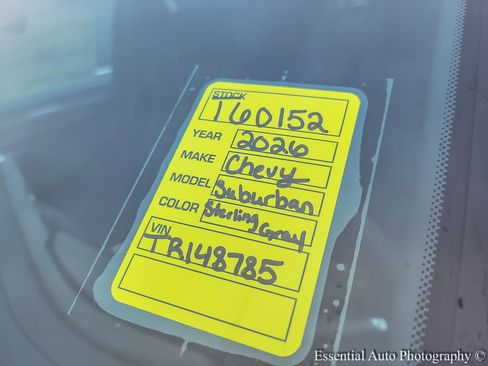 STOCK
160152
YEAR 2026
MAKE Chevy
MODEL Suburban
COLOR Sterling Gray
VIN
TR148785
Essential Auto Photography ©